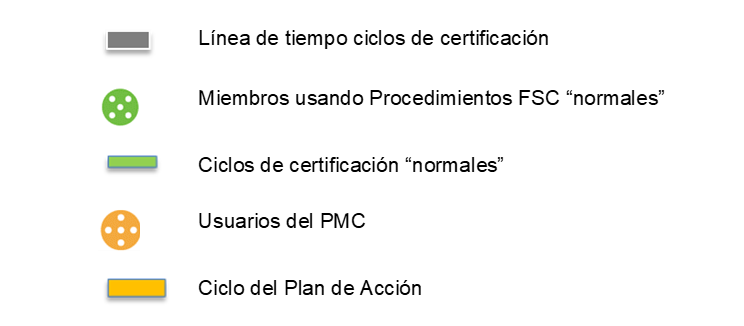 Línea de tiempo ciclos de certificación
Miembros usando Procedimientos FSC “normales”
Ciclos de certificación “normales”
Usuarios del PMC
Ciclo del Plan de Acción